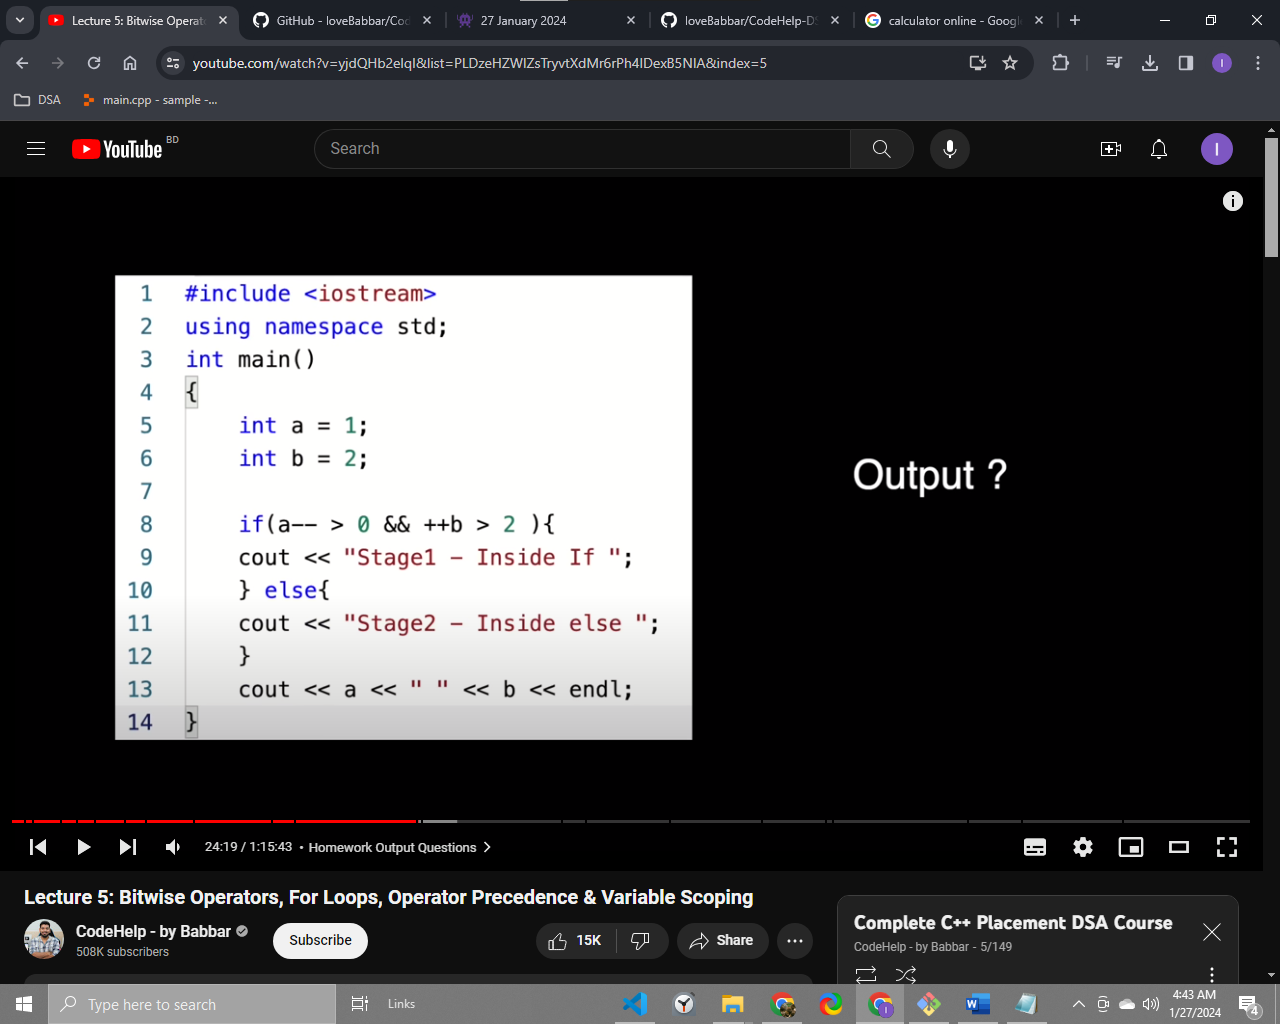 Lecture 5: Bitwise Operat
GitHub - loveBabbar/Cod
27 January 2024
loveBabbar/CodeHelp-DS
calculator online - Googl
youtube.com/watch?v=yjdQHb2elqI&list=PLDzeHZWIZsTryvtXdMr6rPh4IDexB5NIA&index=5
I
DSA
main.cpp - sample -...
YouTube BD
Search
I
1 #include <iostream>
2 using namespace std;
3 int main()
4 {
5 int a = 1;
6 int b = 2;
7
8 if(a-- > 0 && ++b > 2 ){
9 cout << "Stage1 - Inside If ";
10 } else{
11 cout << "Stage2 - Inside else ";
12 }
13 cout << a << " " << b << endl;
14 }
Output ?
24:19 / 1:15:43 • Homework Output Questions
Lecture 5: Bitwise Operators, For Loops, Operator Precedence & Variable Scoping
CodeHelp - by Babbar
508K subscribers
Subscribe
15K
Share
Complete C++ Placement DSA Course
CodeHelp - by Babbar - 5/149
Type here to search
Links
4:43 AM
1/27/2024
4